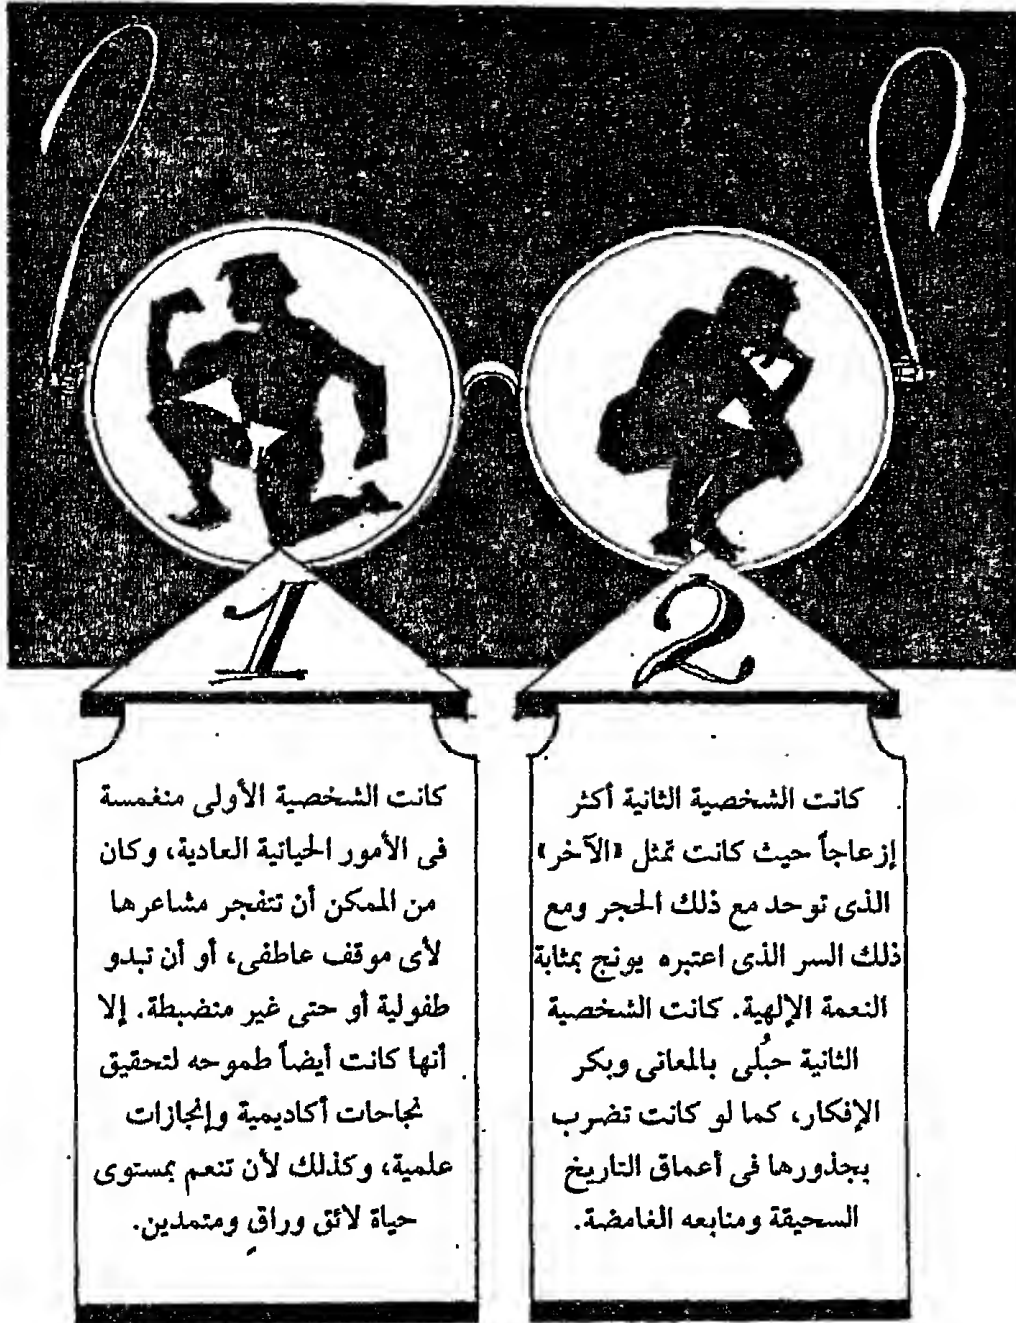 1
كانت الشخصية الأولى منغمسة
فى الأمور الحياتية العادية، وكان
من الممكن أن تتفجر مشاعرها
لأى موقف عاطفى، أو أن تبدو
طفولية أو حتى غير منضبطة. إلا
أنها كانت أيضاً طموحه لتحقيق
نجاحات أكاديمية وإنجازات
علمية، وكذلك لأن تنعم بمستوى
حياة لائق وراقٍ ومتمدين.
2
كانت الشخصية الثانية أكثر
إزعاجاً حيث كانت تمثل «الآخر»
الذى توحد مع ذلك الحجر ومع
ذلك السر الذى اعتبره يونج بمثابة
النعمة الإلهية. كانت الشخصية
الثانية حبُلى بالمعانى وبكر
الإفكار، كما لو كانت تضرب
بجذورها فى أعماق التاريخ
السحيقة ومنابعه الغامضة.